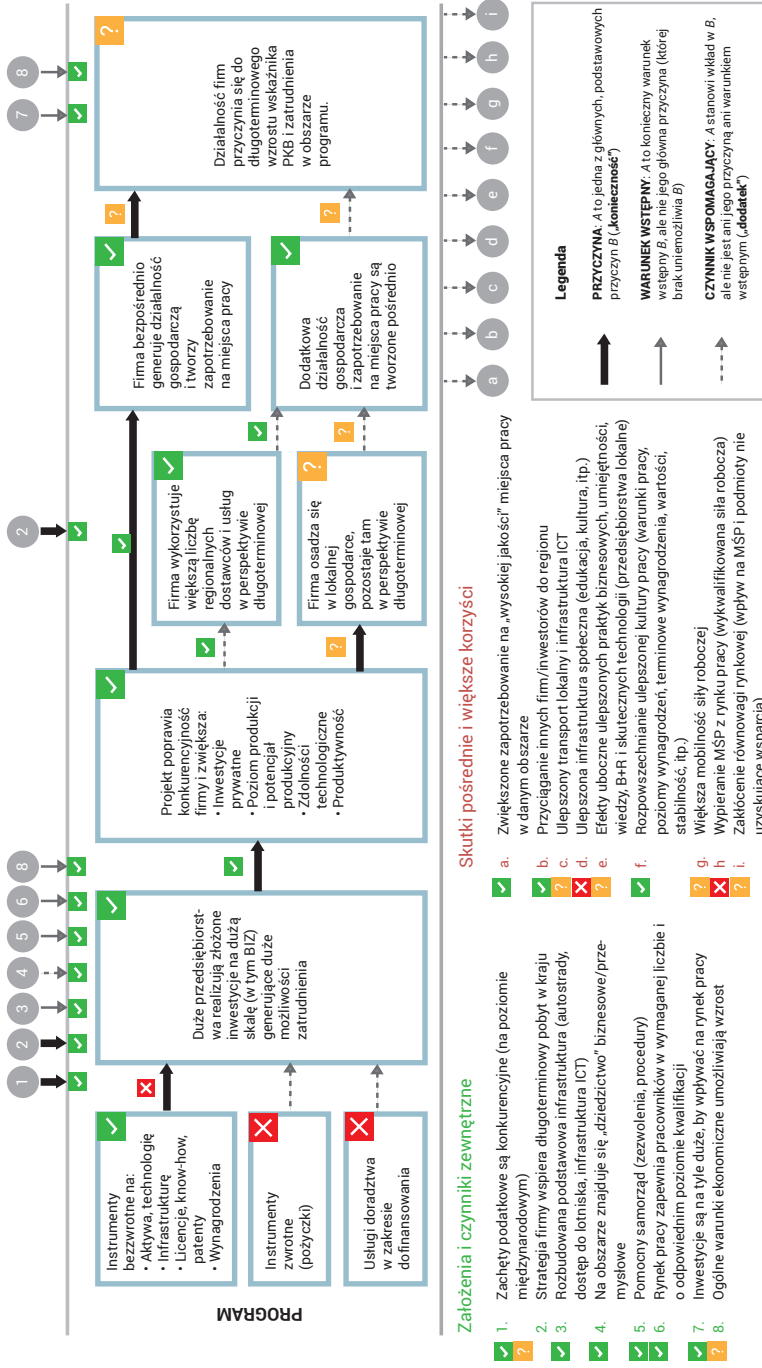 PROGRAM
Instrumenty
bezzwrotne na:
• Aktywa, technologię
• Infrastrukturę
• Licencje, know-how,
patenty
• Wynagrodzenia
Instrumenty
zwrotne
(pożyczki)
Usługi doradztwa
w zakresie
dofinansowania
1
2
3
4
5
6
8
Duże przedsiębiorst-
wa realizują złożone
inwestycje na dużą
skalę (w tym BIZ)
generujące duże
możliwości
zatrudnienia
Projekt poprawia
konkurencyjność
firmy i zwiększa:
• Inwestycje
prywatne
• Poziom produkcji
i potencjał
produkcyjny
• Zdolności
technologiczne
• Produktywność
2
Firma wykorzystuje
większą liczbę
regionalnych
dostawców i usług
w perspektywie
długoterminowej
?
Firma osadza się
w lokalnej
gospodarce,
pozostaje tam
w perspektywie
długoterminowej
?
?
Firma bezpośrednio
generuje działalność
gospodarczą
i tworzy
zapotrzebowanie
na miejsca pracy
Dodatkowa
działalność
gospodarcza
i zapotrzebowanie
na miejsca pracy są
tworzone pośrednio
?
?
7
8
?
Działalność firm
przyczynia się do
długoterminowego
wzrostu wskaźnika
PKB i zatrudnienia
w obszarze
programu.
a
b
c
d
e
f
g
h
i
Założenia i czynniki zewnętrzne
1. Zachęty podatkowe są konkurencyjne (na poziomie
? międzynarodowym)
2. Strategia firmy wspiera długoterminowy pobyt w kraju
3. Rozbudowana podstawowa infrastruktura (autostrady,
dostęp do lotniska, infrastruktura ICT)
4. Na obszarze znajduje się „dziedzictwo” biznesowe/prze-
mysłowe
5. Pomocny samorząd (zezwolenia, procedury)
6. Rynek pracy zapewnia pracowników w wymaganej liczbie i
o odpowiednim poziomie kwalifikacji
7. Inwestycje są na tyle duże, by wpływać na rynek pracy
? 8. Ogólne warunki ekonomiczne umożliwiają wzrost
Skutki pośrednie i większe korzyści
a. Zwiększone zapotrzebowanie na „wysokiej jakości” miejsca pracy
w danym obszarze
b. Przyciąganie innych firm/inwestorów do regionu
? c. Ulepszony transport lokalny i infrastruktura ICT
d. Ulepszona infrastruktura społeczna (edukacja, kultura, itp.)
? e. Efekty uboczne ulepszonych praktyk biznesowych, umiejętności,
wiedzy, B+R i skutecznych technologii (przedsiębiorstwa lokalne)
f. Rozpowszechnianie ulepszonej kultury pracy (warunki pracy,
poziomy wynagrodzeń, terminowe wynagrodzenia, wartości,
stabilność, itp.)
? g. Większa mobilność siły roboczej
h Wypieranie MŚP z rynku pracy (wykwalifikowana siła robocza)
? i. Zakłócenie równowagi rynkowej (wpływ na MŚP i podmioty nie
uzyskujące wsparcia)
Legenda
PRZYCZYNA: A to jedna z głównych, podstawowych
przyczyn B („konieczność”)
WARUNEK WSTĘPNY: A to konieczny warunek
wstępny B, ale nie jego główna przyczyna (której
brak uniemożliwia B)
CZYNNIK WSPOMAGAJĄCY: A stanowi wkład w B,
ale nie jest ani jego przyczyną ani warunkiem
wstępnym („dodatek”)